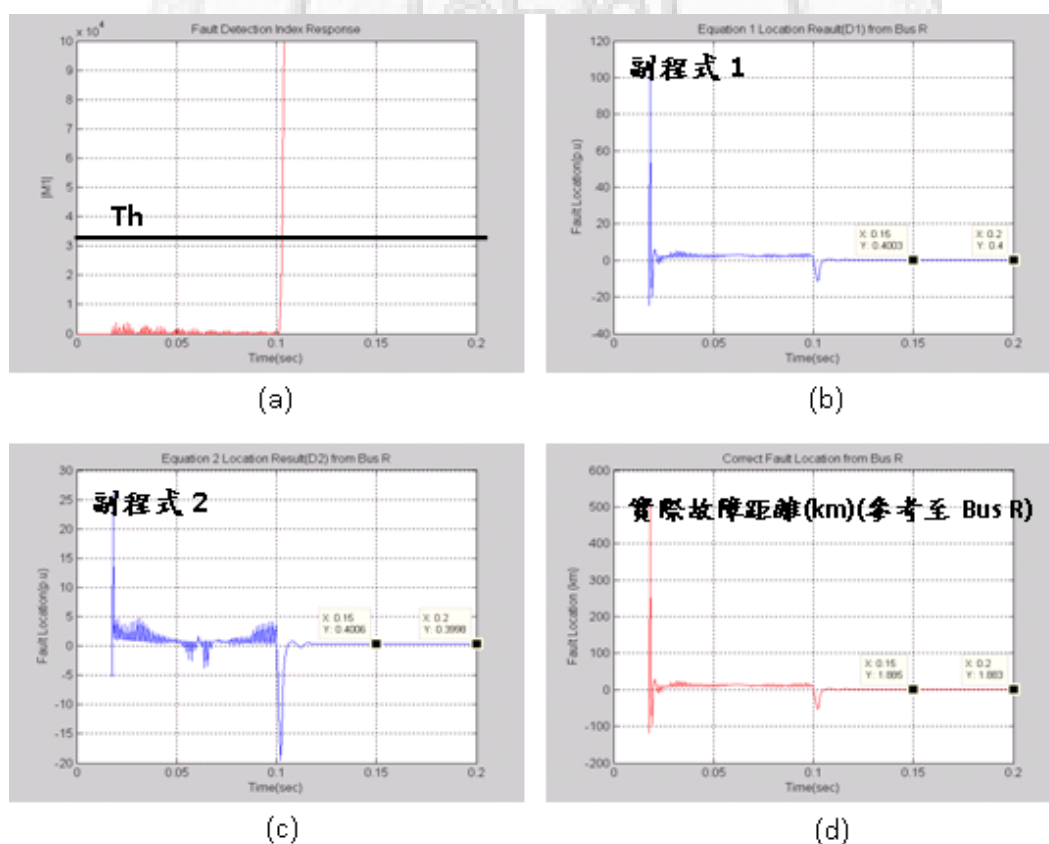 Fault Detection Index Response
x 10^4
10
9
8
7
6
5
4
3
2
1
0
|M1|
Th
0 0.05 0.1 0.15 0.2
Time(sec)
(a)
Equation 1 Location Reault(D1) from Bus R
副程式 1
120
100
80
60
40
20
0
-20
-40
Fault Location(p.u)
X: 0.15
Y: 0.4003
X: 0.2
Y: 0.4
0 0.05 0.1 0.15 0.2
Time(sec)
(b)
Equation 2 Location Result(D2) from Bus R
副程式 2
30
25
20
15
10
5
0
-5
-10
-15
-20
Fault Location(p.u)
X: 0.15
Y: 0.4006
X: 0.2
Y: 0.3998
0 0.05 0.1 0.15 0.2
Time(sec)
(c)
Correct Fault Location from Bus R
實際故障距離(km)(參考至 Bus R)
600
500
400
300
200
100
0
-100
-200
Fault Location (km)
X: 0.15
Y: 1.885
X: 0.2
Y: 1.883
0 0.05 0.1 0.15 0.2
Time(sec)
(d)